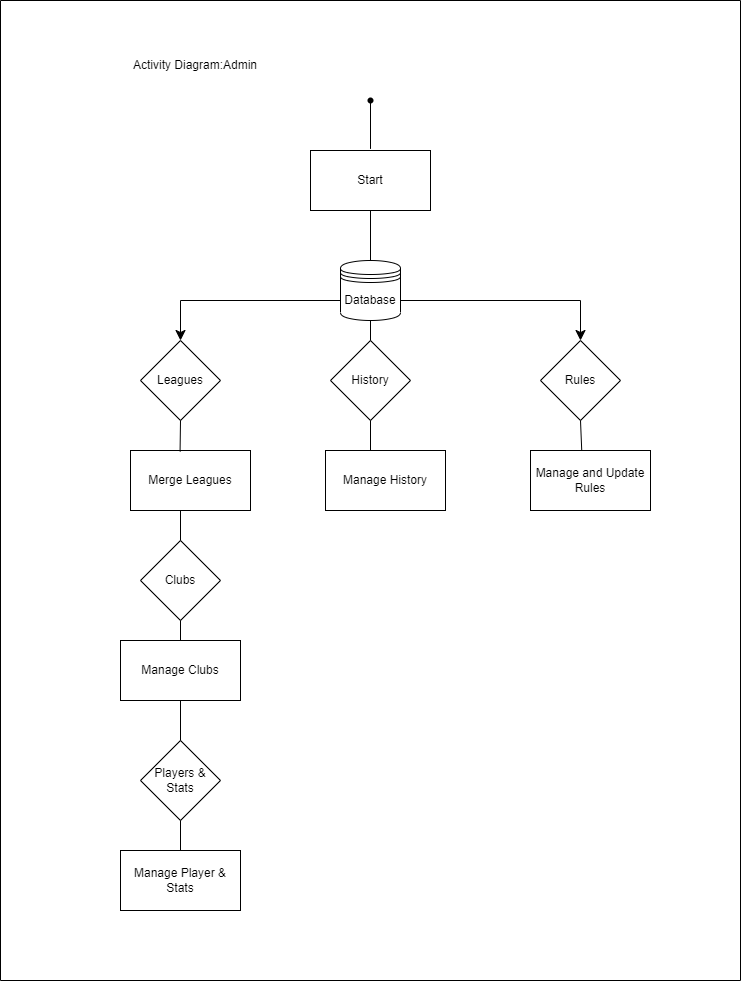 Activity Diagram:Admin
Start
Database
Leagues
History
Rules
Merge Leagues
Manage History
Manage and Update
Rules
Clubs
Manage Clubs
Players &
Stats
Manage Player &
Stats